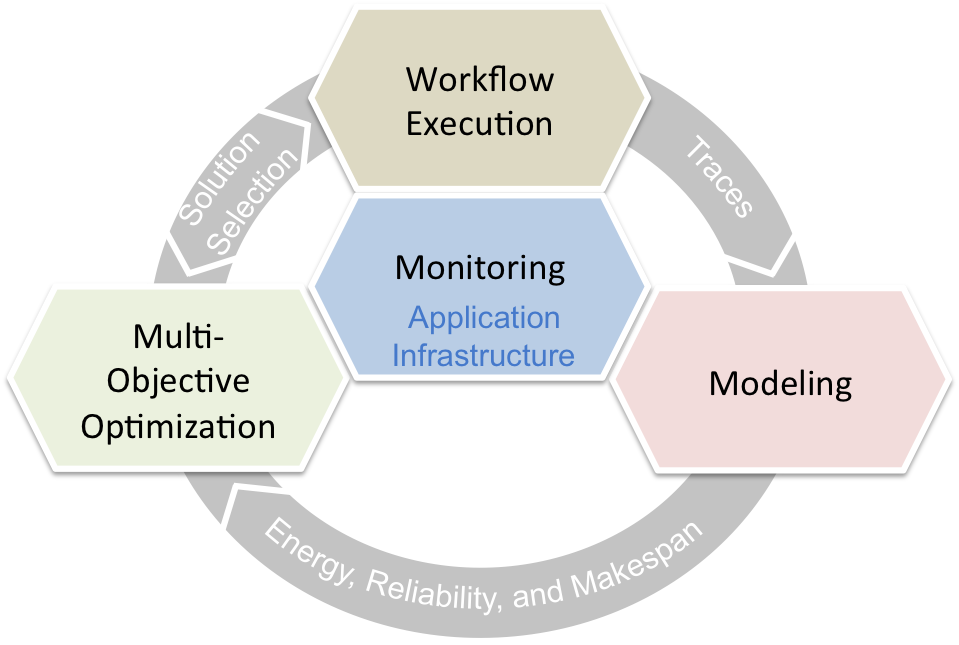 Workflow
Execution
Solution
Selection
Traces
Monitoring
Application
Infrastructure
Multi-
Objective
Optimization
Modeling
Energy, Reliability, and Makespan